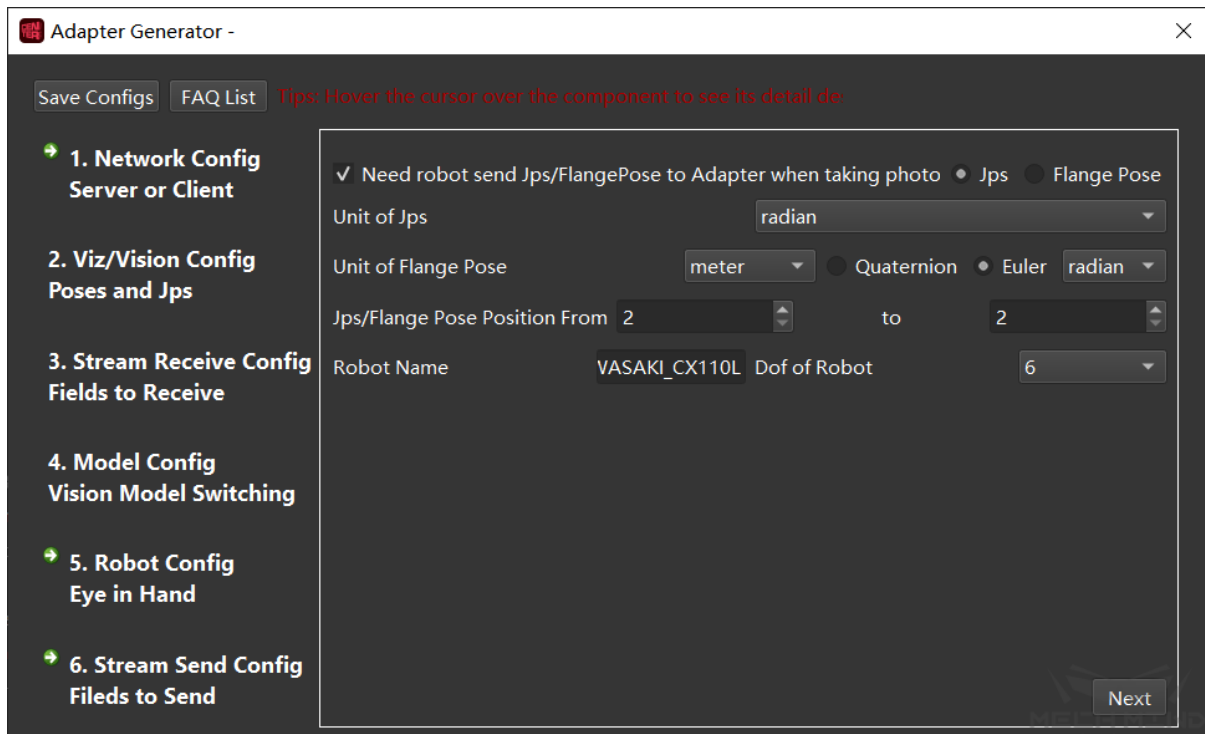 Adapter Generator -
Save Configs FAQ List Tips: Hover the cursor over the component to see its detail de
1. Network Config
Server or Client
2. Viz/Vision Config
Poses and Jps
3. Stream Receive Config
Fields to Receive
4. Model Config
Vision Model Switching
5. Robot Config
Eye in Hand
6. Stream Send Config
Fileds to Send
Need robot send Jps/FlangePose to Adapter when taking photo Jps Flange Pose
Unit of Jps radian
Unit of Flange Pose meter Quaternion Euler radian
Jps/Flange Pose Position From 2 to 2
Robot Name VASAKI_CX110L Dof of Robot 6
Next
MECH MIND